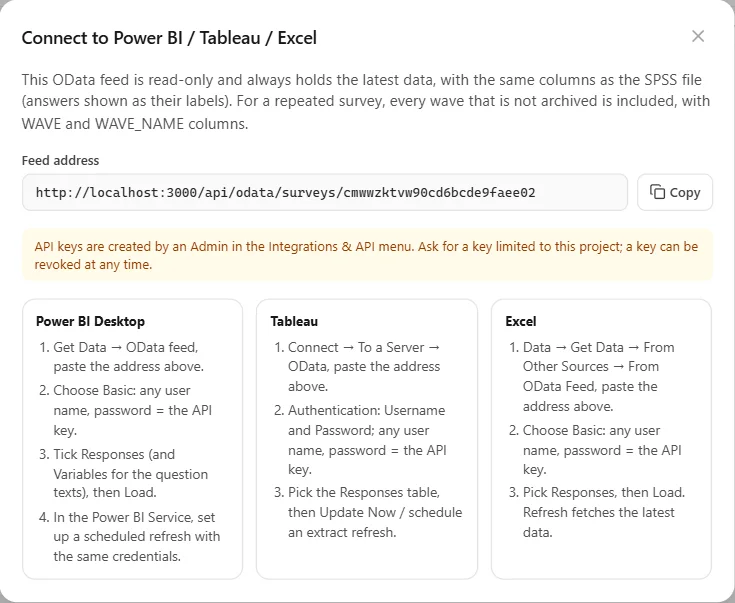 Connect to Power BI / Tableau / Excel
This OData feed is read-only and always holds the latest data, with the same columns as the SPSS file
(answers shown as their labels). For a repeated survey, every wave that is not archived is included, with
WAVE and WAVE_NAME columns.
Feed address
http://localhost:3000/api/odata/surveys/cmwwzktvw90cd6bcde9faee02
Copy
API keys are created by an Admin in the Integrations & API menu. Ask for a key limited to this project; a key can be
revoked at any time.
Power BI Desktop
1. Get Data → OData feed,
paste the address above.
2. Choose Basic: any user
name, password = the API
key.
3. Tick Responses (and
Variables for the question
texts), then Load.
4. In the Power BI Service, set
up a scheduled refresh with
the same credentials.
Tableau
1. Connect → To a Server →
OData, paste the address
above.
2. Authentication: Username
and Password; any user
name, password = the API
key.
3. Pick the Responses table,
then Update Now / schedule
an extract refresh.
Excel
1. Data → Get Data → From
Other Sources → From
OData Feed, paste the
address above.
2. Choose Basic: any user
name, password = the API
key.
3. Pick Responses, then Load.
Refresh fetches the latest
data.